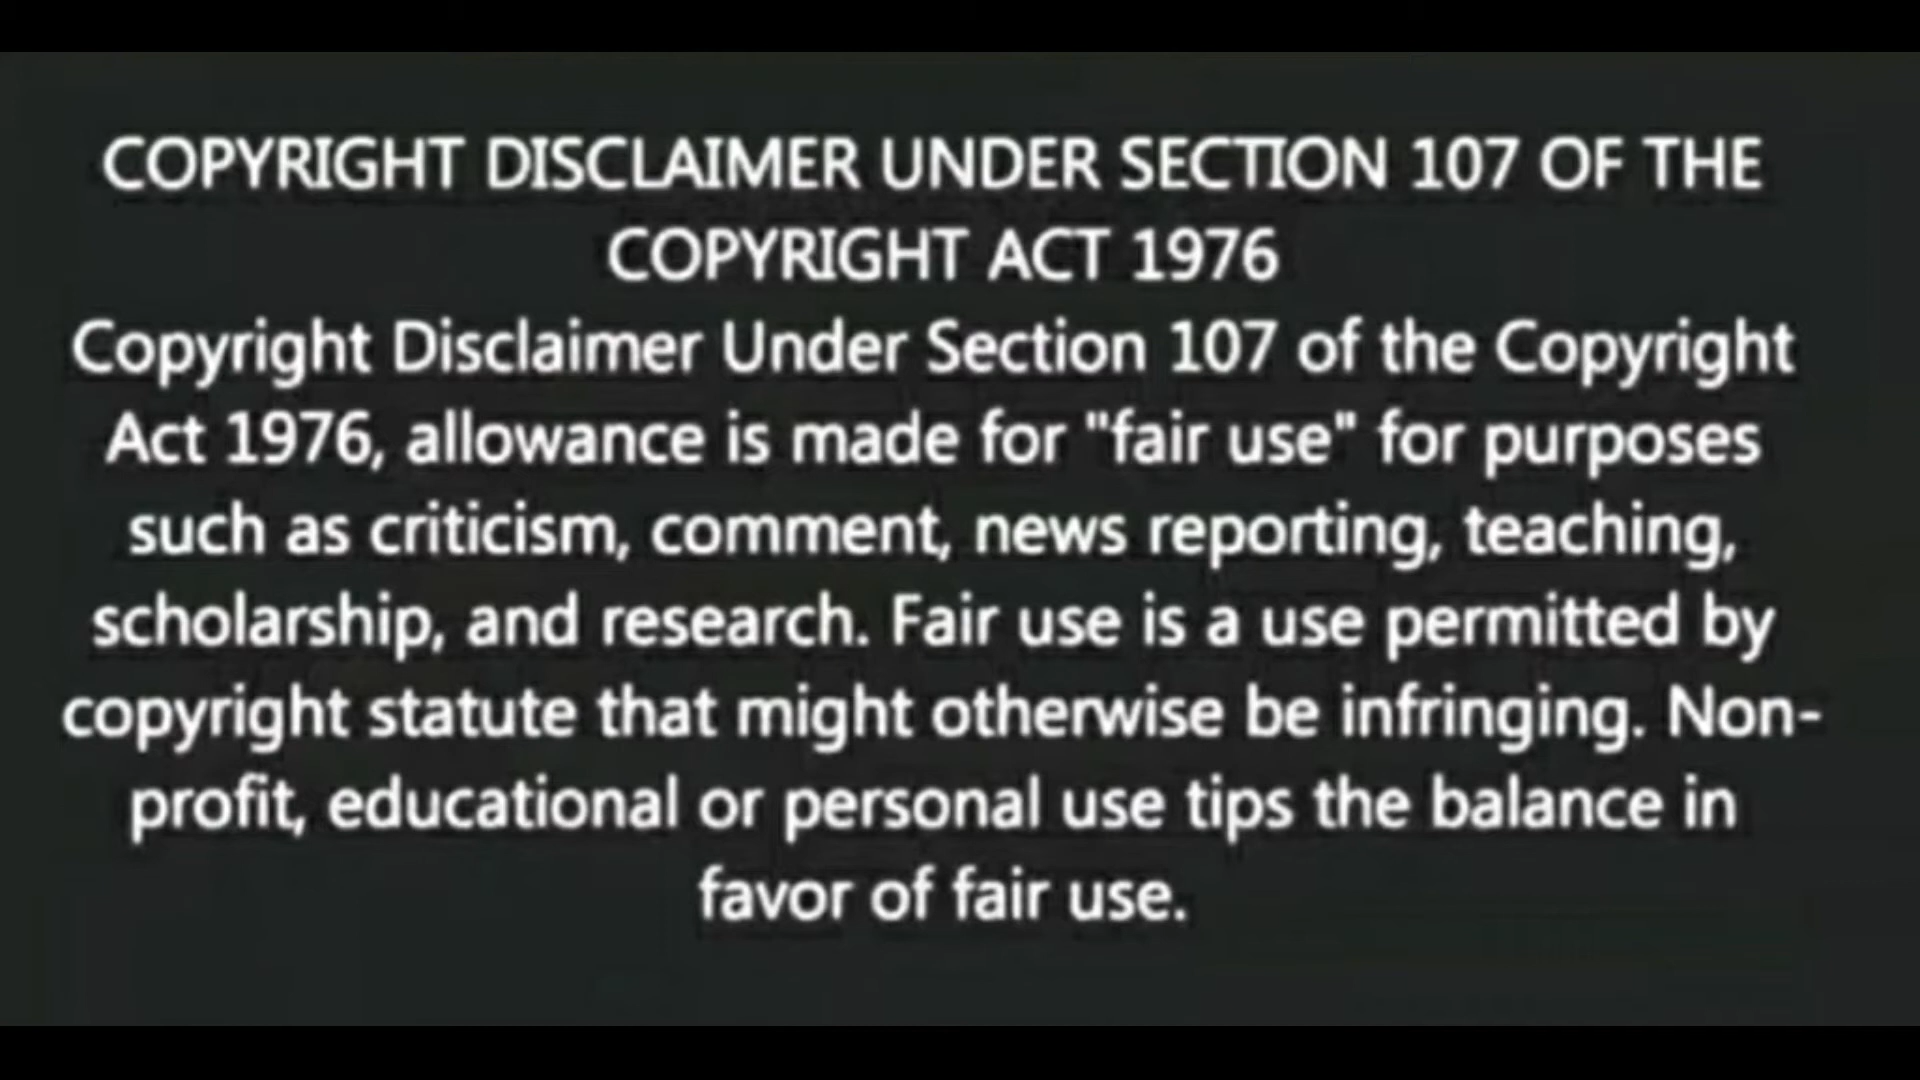 COPYRIGHT DISCLAIMER UNDER SECTION 107 OF THE
COPYRIGHT ACT 1976
Copyright Disclaimer Under Section 107 of the Copyright
Act 1976, allowance is made for "fair use" for purposes
such as criticism, comment, news reporting, teaching,
scholarship, and research. Fair use is a use permitted by
copyright statute that might otherwise be infringing. Non-
profit, educational or personal use tips the balance in
favor of fair use.